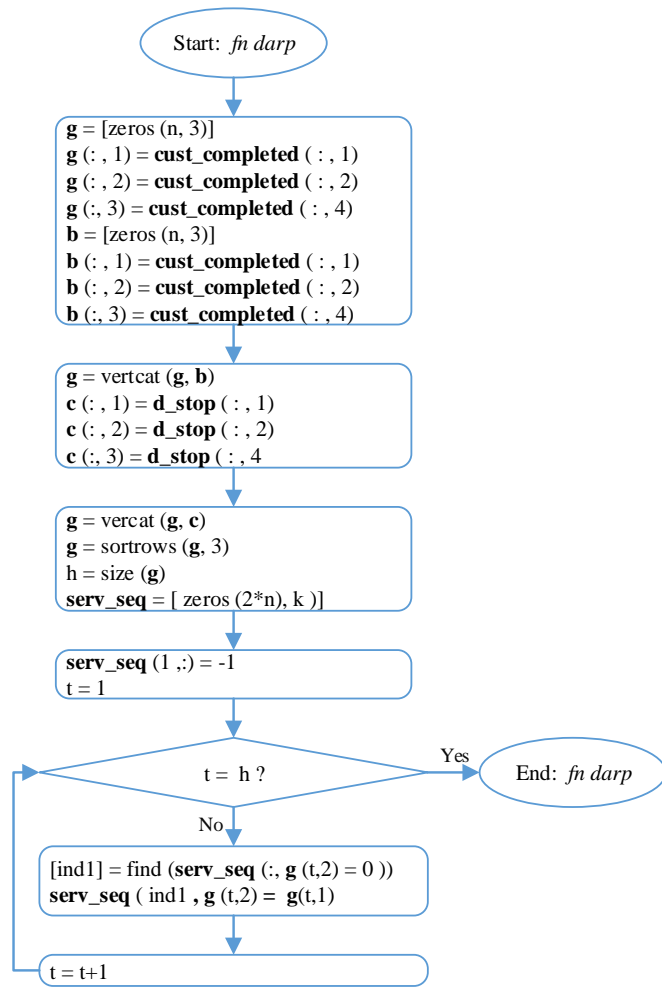 Start: fn darp
g = [zeros (n, 3)]
g (: , 1) = cust_completed ( : , 1)
g (: , 2) = cust_completed ( : , 2)
g (:, 3) = cust_completed ( : , 4)
b = [zeros (n, 3)]
b (: , 1) = cust_completed ( : , 1)
b (: , 2) = cust_completed ( : , 2)
b (:, 3) = cust_completed ( : , 4)
g = vertcat (g, b)
c (: , 1) = d_stop ( : , 1)
c (: , 2) = d_stop ( : , 2)
c (:, 3) = d_stop ( : , 4
g = vercat (g, c)
g = sortrows (g, 3)
h = size (g)
serv_seq = [ zeros (2*n), k )]
serv_seq (1 ,:) = -1
t = 1
t = h ?
Yes
End: fn darp
No
[ind1] = find (serv_seq (:, g (t,2) = 0 ))
serv_seq ( ind1 , g (t,2) = g(t,1)
t = t+1